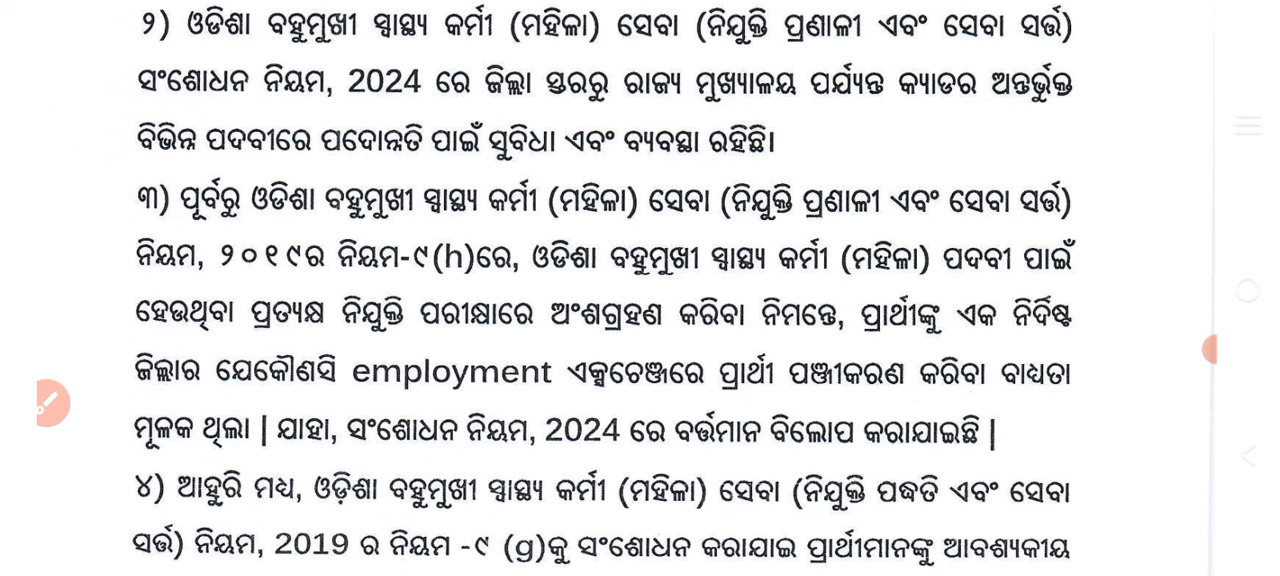 ୨) ଓଡିଶା ବହୁମୁଖୀ ସ୍ୱାସ୍ଥ୍ୟ କର୍ମୀ (ମହିଳା) ସେବା (ନିଯୁକ୍ତି ପ୍ରଣାଳୀ ଏବଂ ସେବା ସର୍ତ୍ତ)
ସଂଶୋଧନ ନିୟମ, 2024 ରେ ଜିଲ୍ଲା ସ୍ତରରୁ ରାଜ୍ୟ ମୁଖ୍ୟାଳୟ ପର୍ଯ୍ୟନ୍ତ କ୍ୟାଡର ଅନ୍ତର୍ଭୁକ୍ତ
ବିଭିନ୍ନ ପଦବୀରେ ପଦୋନ୍ନତି ପାଇଁ ସୁବିଧା ଏବଂ ବ୍ୟବସ୍ଥା ରହିଛି।
୩) ପୂର୍ବରୁ ଓଡିଶା ବହୁମୁଖୀ ସ୍ୱାସ୍ଥ୍ୟ କର୍ମୀ (ମହିଳା) ସେବା (ନିଯୁକ୍ତି ପ୍ରଣାଳୀ ଏବଂ ସେବା ସର୍ତ୍ତ)
ନିୟମ, ୨୦୧୯ର ନିୟମ-୯(h)ରେ, ଓଡିଶା ବହୁମୁଖୀ ସ୍ୱାସ୍ଥ୍ୟ କର୍ମୀ (ମହିଳା) ପଦବୀ ପାଇଁ
ହେଉଥିବା ପ୍ରତ୍ୟକ୍ଷ ନିଯୁକ୍ତି ପରୀକ୍ଷାରେ ଅଂଶଗ୍ରହଣ କରିବା ନିମନ୍ତେ, ପ୍ରାର୍ଥୀଙ୍କୁ ଏକ ନିର୍ଦିଷ୍ଟ
ଜିଲ୍ଲାର ଯେକୌଣସି employment ଏକ୍ସଚେଞ୍ଜରେ ପ୍ରାର୍ଥୀ ପଞ୍ଜୀକରଣ କରିବା ବାଧ୍ୟତା
ମୂଳକ ଥିଲା | ଯାହା, ସଂଶୋଧନ ନିୟମ, 2024 ରେ ବର୍ତ୍ତମାନ ବିଲୋପ କରାଯାଇଛି |
୪) ଆହୁରି ମଧ୍ୟ, ଓଡ଼ିଶା ବହୁମୁଖୀ ସ୍ୱାସ୍ଥ୍ୟ କର୍ମୀ (ମହିଳା) ସେବା (ନିଯୁକ୍ତି ପଦ୍ଧତି ଏବଂ ସେବା
ସର୍ତ୍ତ) ନିୟମ, 2019 ର ନିୟମ -୯ (g)କୁ ସଂଶୋଧନ କରାଯାଇ ପ୍ରାର୍ଥୀମାନଙ୍କୁ ଆବଶ୍ୟକୀୟ